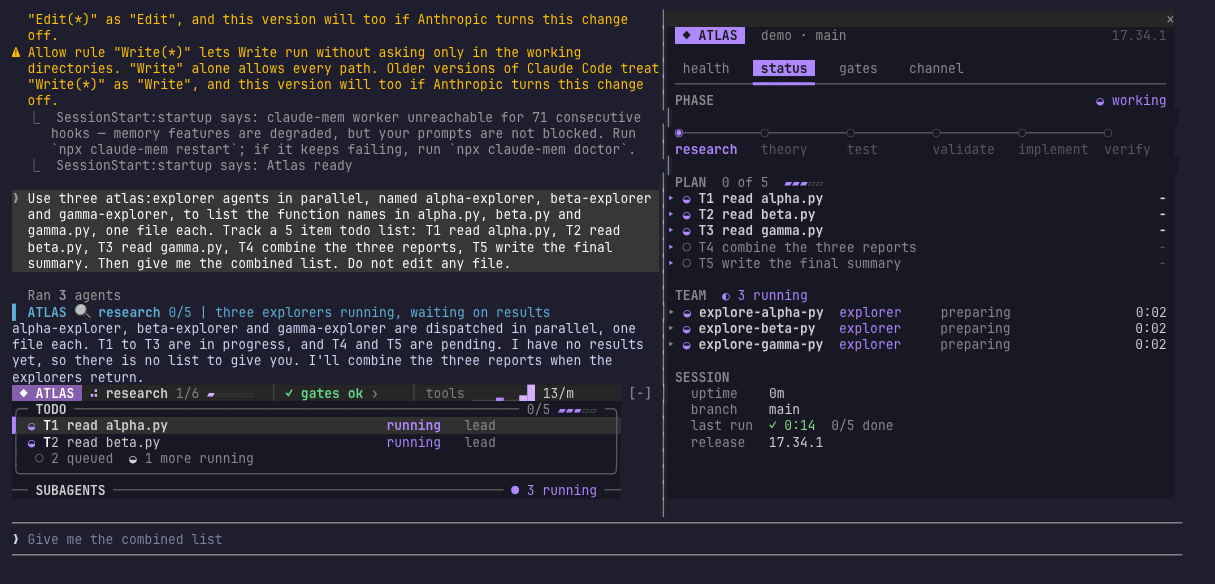 "Edit(*)" as "Edit", and this version will too if Anthropic turns this change
off.
⚠ Allow rule "Write(*)" lets Write run without asking only in the working
directories. "Write" alone allows every path. Older versions of Claude Code treat
"Write(*)" as "Write", and this version will too if Anthropic turns this change
off.
⎿ SessionStart:startup says: claude-mem worker unreachable for 71 consecutive
hooks — memory features are degraded, but your prompts are not blocked. Run
`npx claude-mem restart`; if it keeps failing, run `npx claude-mem doctor`.
⎿ SessionStart:startup says: Atlas ready
❯ Use three atlas:explorer agents in parallel, named alpha-explorer, beta-explorer
and gamma-explorer, to list the function names in alpha.py, beta.py and
gamma.py, one file each. Track a 5 item todo list: T1 read alpha.py, T2 read
beta.py, T3 read gamma.py, T4 combine the three reports, T5 write the final
summary. Then give me the combined list. Do not edit any file.
Ran 3 agents
ATLAS 🔍 research 0/5 | three explorers running, waiting on results
alpha-explorer, beta-explorer and gamma-explorer are dispatched in parallel, one
file each. T1 to T3 are in progress, and T4 and T5 are pending. I have no results
yet, so there is no list to give you. I'll combine the three reports when the
explorers return.
◆ ATLAS research 1/6 ✓ gates ok › tools 13/m [-]
TODO 0/5
T1 read alpha.py running lead
T2 read beta.py running lead
2 queued 1 more running
SUBAGENTS ● 3 running
×
◆ ATLAS demo · main 17.34.1
health status gates channel
PHASE working
research theory test validate implement verify
PLAN 0 of 5
T1 read alpha.py -
T2 read beta.py -
T3 read gamma.py -
T4 combine the three reports -
T5 write the final summary -
TEAM 3 running
explore-alpha-py explorer preparing 0:02
explore-beta-py explorer preparing 0:02
explore-gamma-py explorer preparing 0:02
SESSION
uptime 0m
branch main
last run ✓ 0:14 0/5 done
release 17.34.1
❯ Give me the combined list